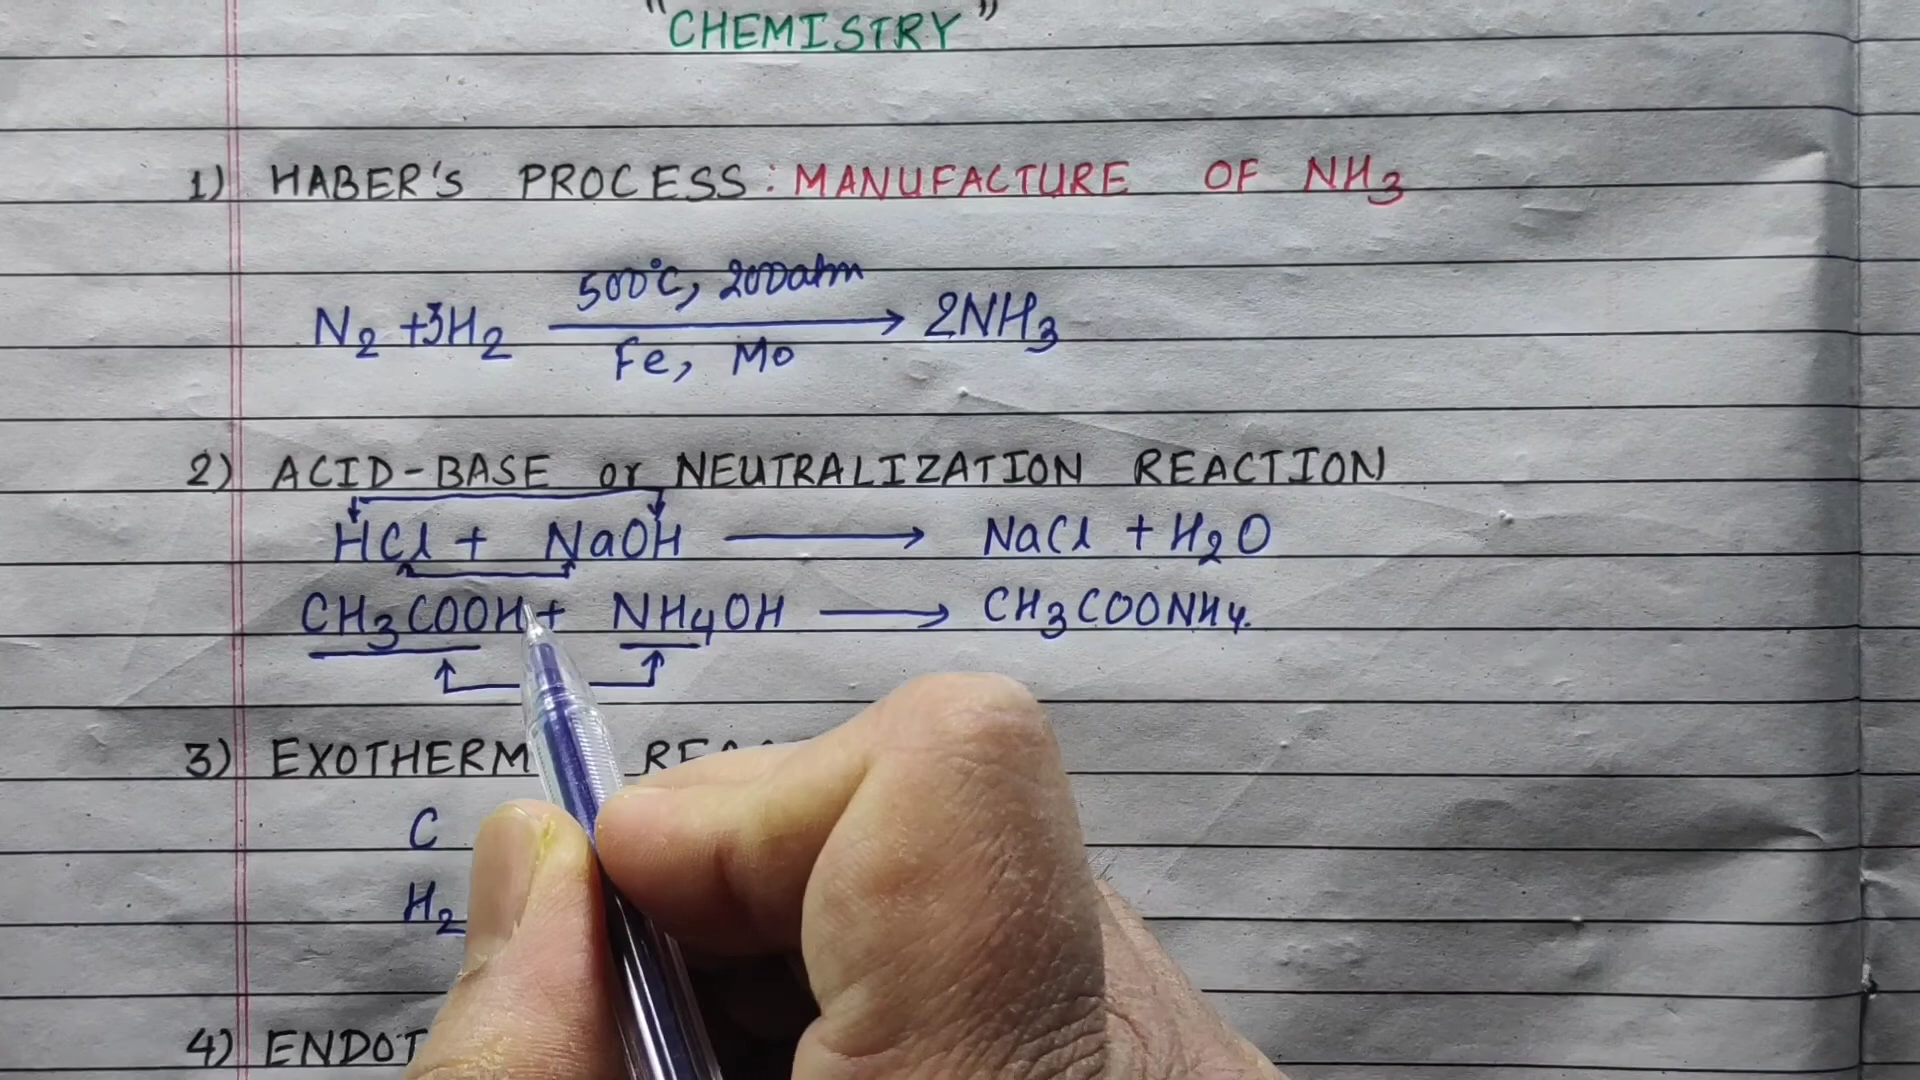 "CHEMISTRY"
1) HABER'S PROCESS: MANUFACTURE OF NH3
500°C, 200atm
N2 +3H2 → 2NH3
Fe, Mo
2) ACID-BASE or NEUTRALIZATION REACTION
HCl + NaOH → NaCl + H2O
CH3COOH + NH4OH → CH3COONH4.
3) EXOTHERM
C
H2
4) ENDOT